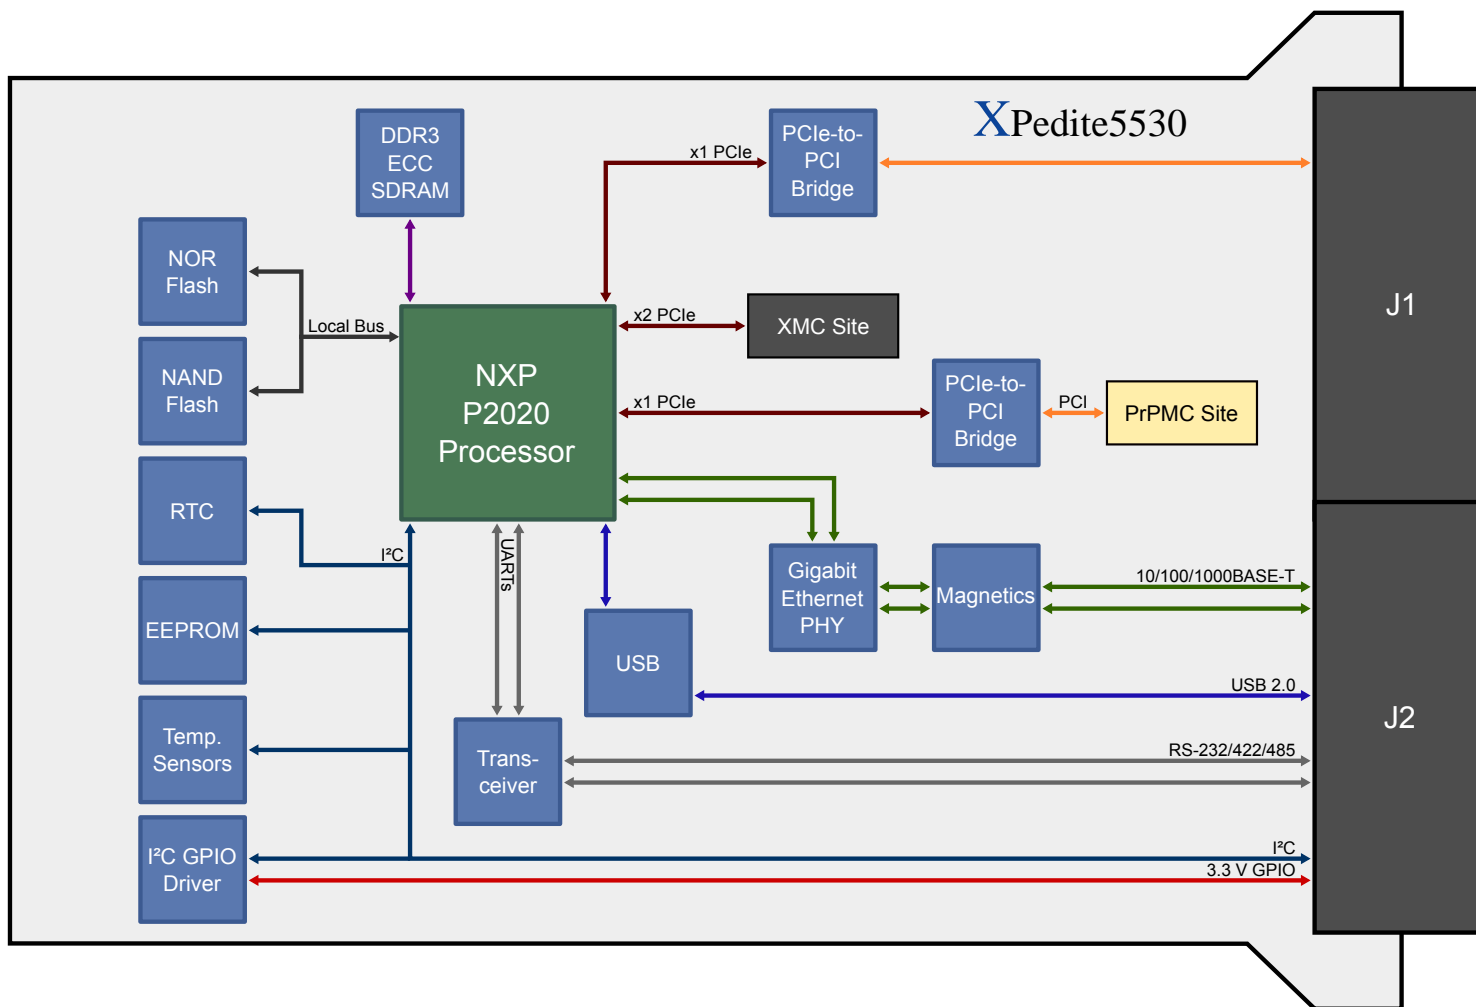 XPedite5530
DDR3
ECC
SDRAM
x1 PCIe
PCIe-to-
PCI
Bridge
NOR
Flash
Local Bus
NAND
Flash
NXP
P2020
Processor
x2 PCIe
XMC Site
x1 PCIe
PCIe-to-
PCI
Bridge
PCI
PrPMC Site
J1
RTC
I²C
UARTs
Gigabit
Ethernet
PHY
Magnetics
10/100/1000BASE-T
EEPROM
USB
USB 2.0
J2
Temp.
Sensors
Trans-
ceiver
RS-232/422/485
I²C GPIO
Driver
I²C
3.3 V GPIO